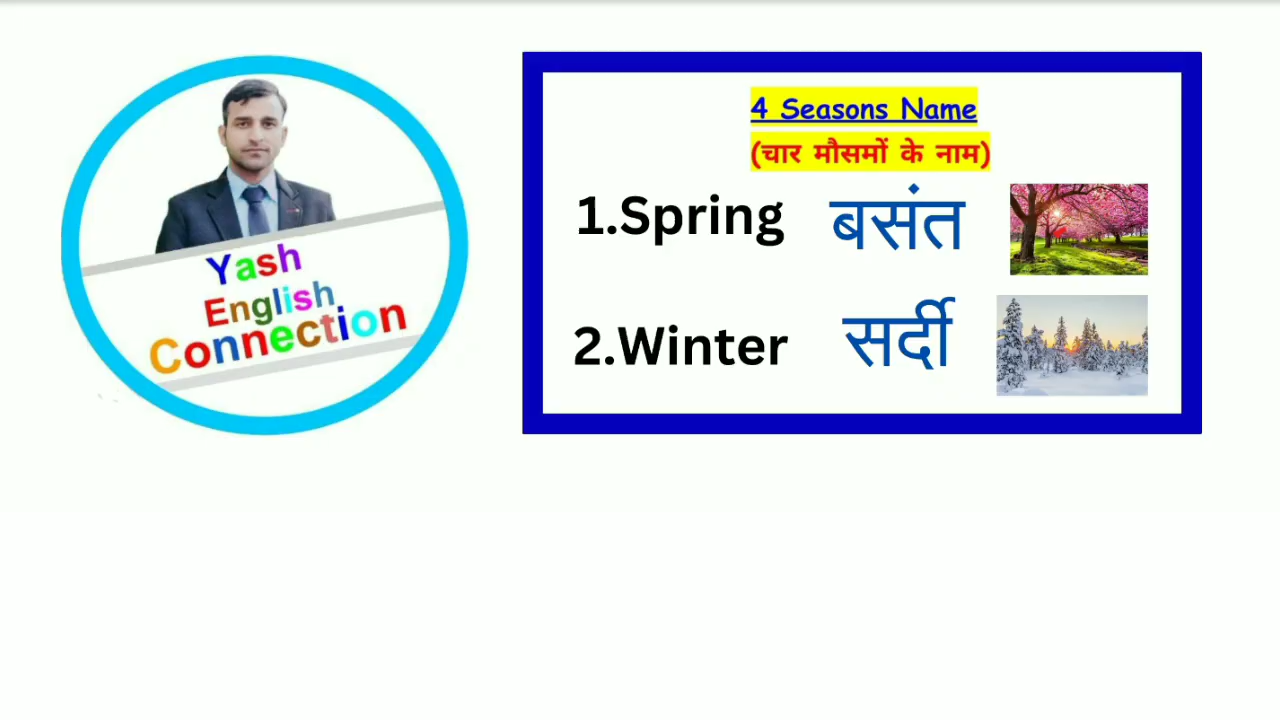 Yash
English
Connection
4 Seasons Name
(चार मौसमों के नाम)
1.Spring बसंत
2.Winter सर्दी